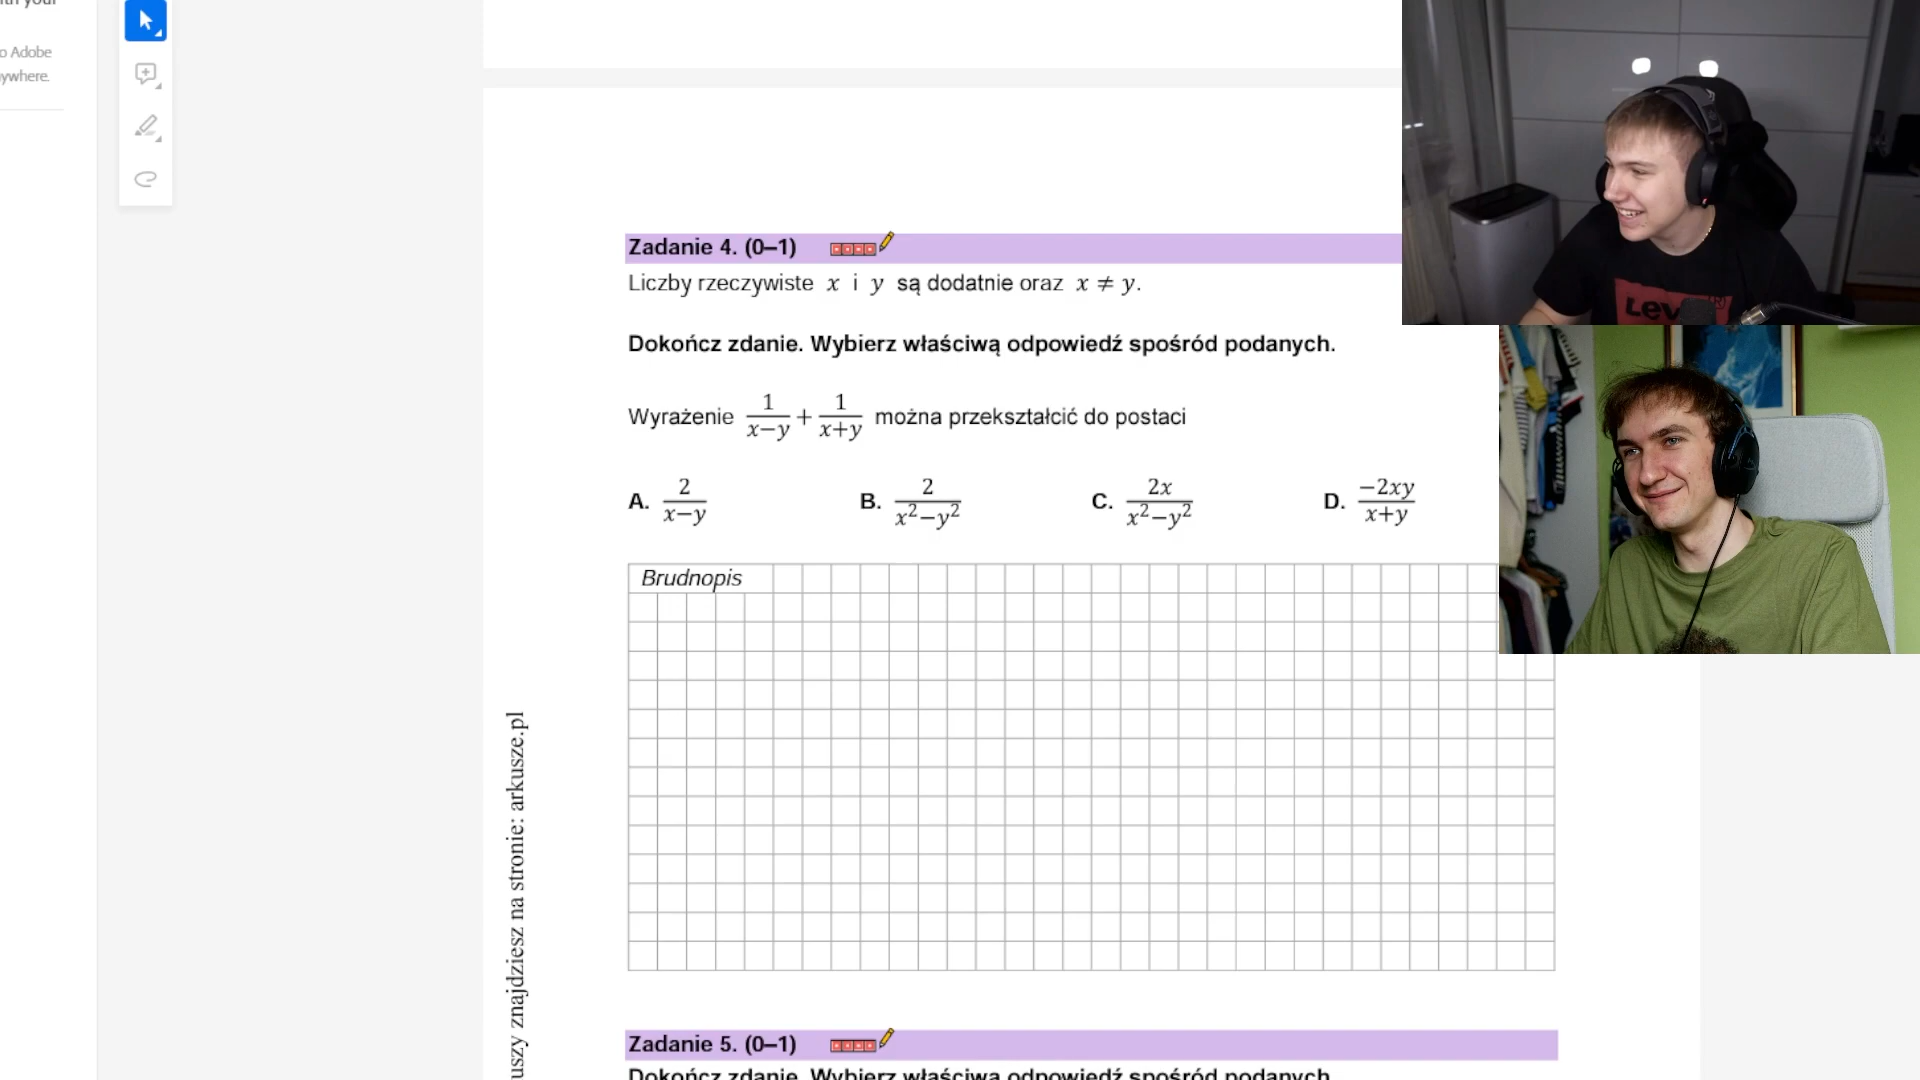 o Adobe
ywhere.
Zadanie 4. (0–1)
Liczby rzeczywiste x i y są dodatnie oraz x ≠ y.
Dokończ zdanie. Wybierz właściwą odpowiedź spośród podanych.
Wyrażenie 1/(x−y) + 1/(x+y) można przekształcić do postaci
A. 2/(x−y) B. 2/(x²−y²) C. 2x/(x²−y²) D. −2xy/(x+y)
Brudnopis
uszy znajdziesz na stronie: arkusze.pl
Zadanie 5. (0–1)
Dokończ zdanie. Wybierz właściwą odpowiedź spośród podanych.
Lev